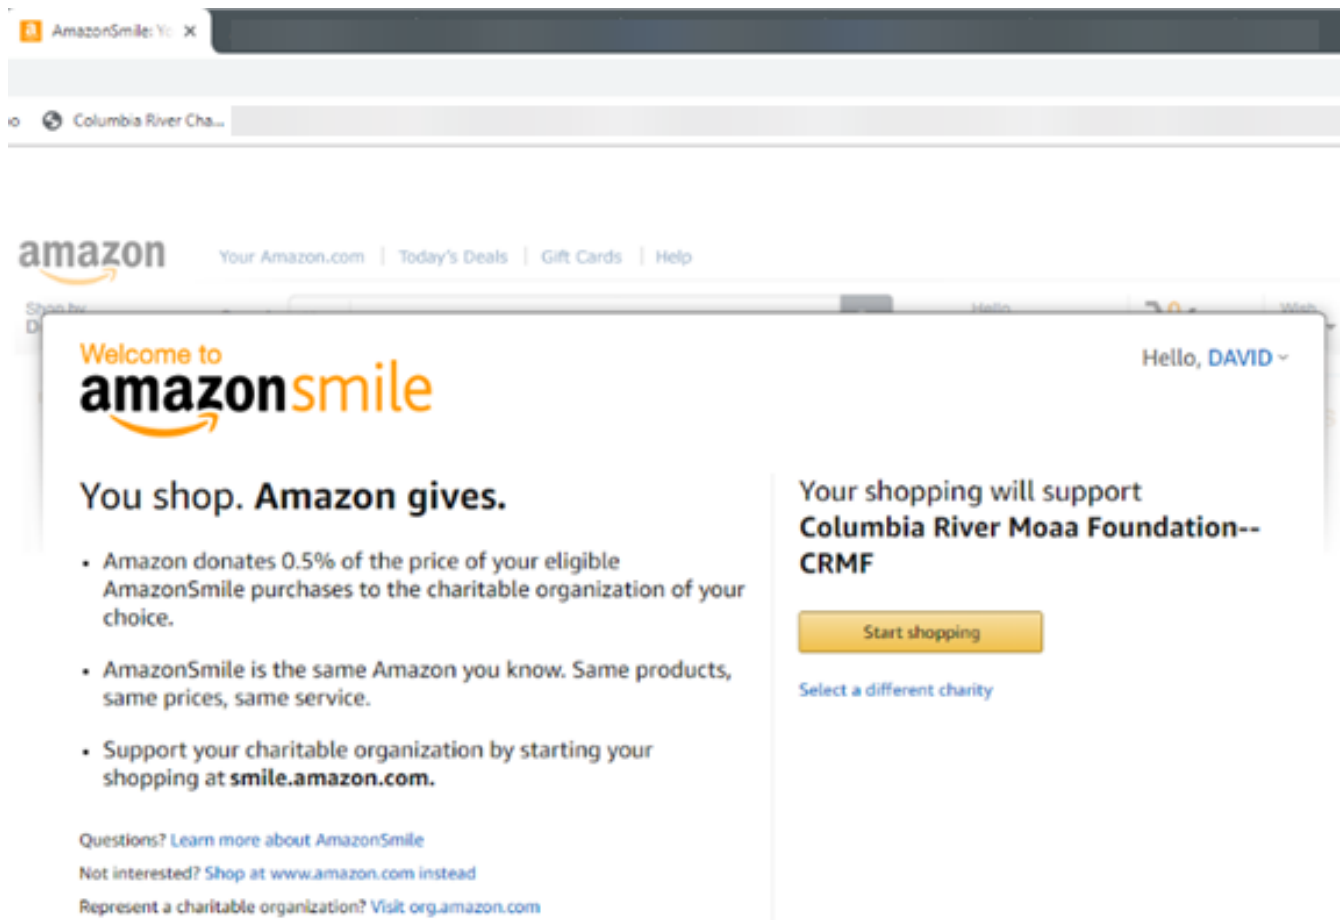 AmazonSmile: Yo
Columbia River Cha...
amazon
Your Amazon.com | Today's Deals | Gift Cards | Help
Shop by
Hello
Wish
Welcome to
amazonsmile
Hello, DAVID
You shop. Amazon gives.
• Amazon donates 0.5% of the price of your eligible
AmazonSmile purchases to the charitable organization of your
choice.
• AmazonSmile is the same Amazon you know. Same products,
same prices, same service.
• Support your charitable organization by starting your
shopping at smile.amazon.com.
Questions? Learn more about AmazonSmile
Not interested? Shop at www.amazon.com instead
Represent a charitable organization? Visit org.amazon.com
Your shopping will support
Columbia River Moaa Foundation--
CRMF
Start shopping
Select a different charity